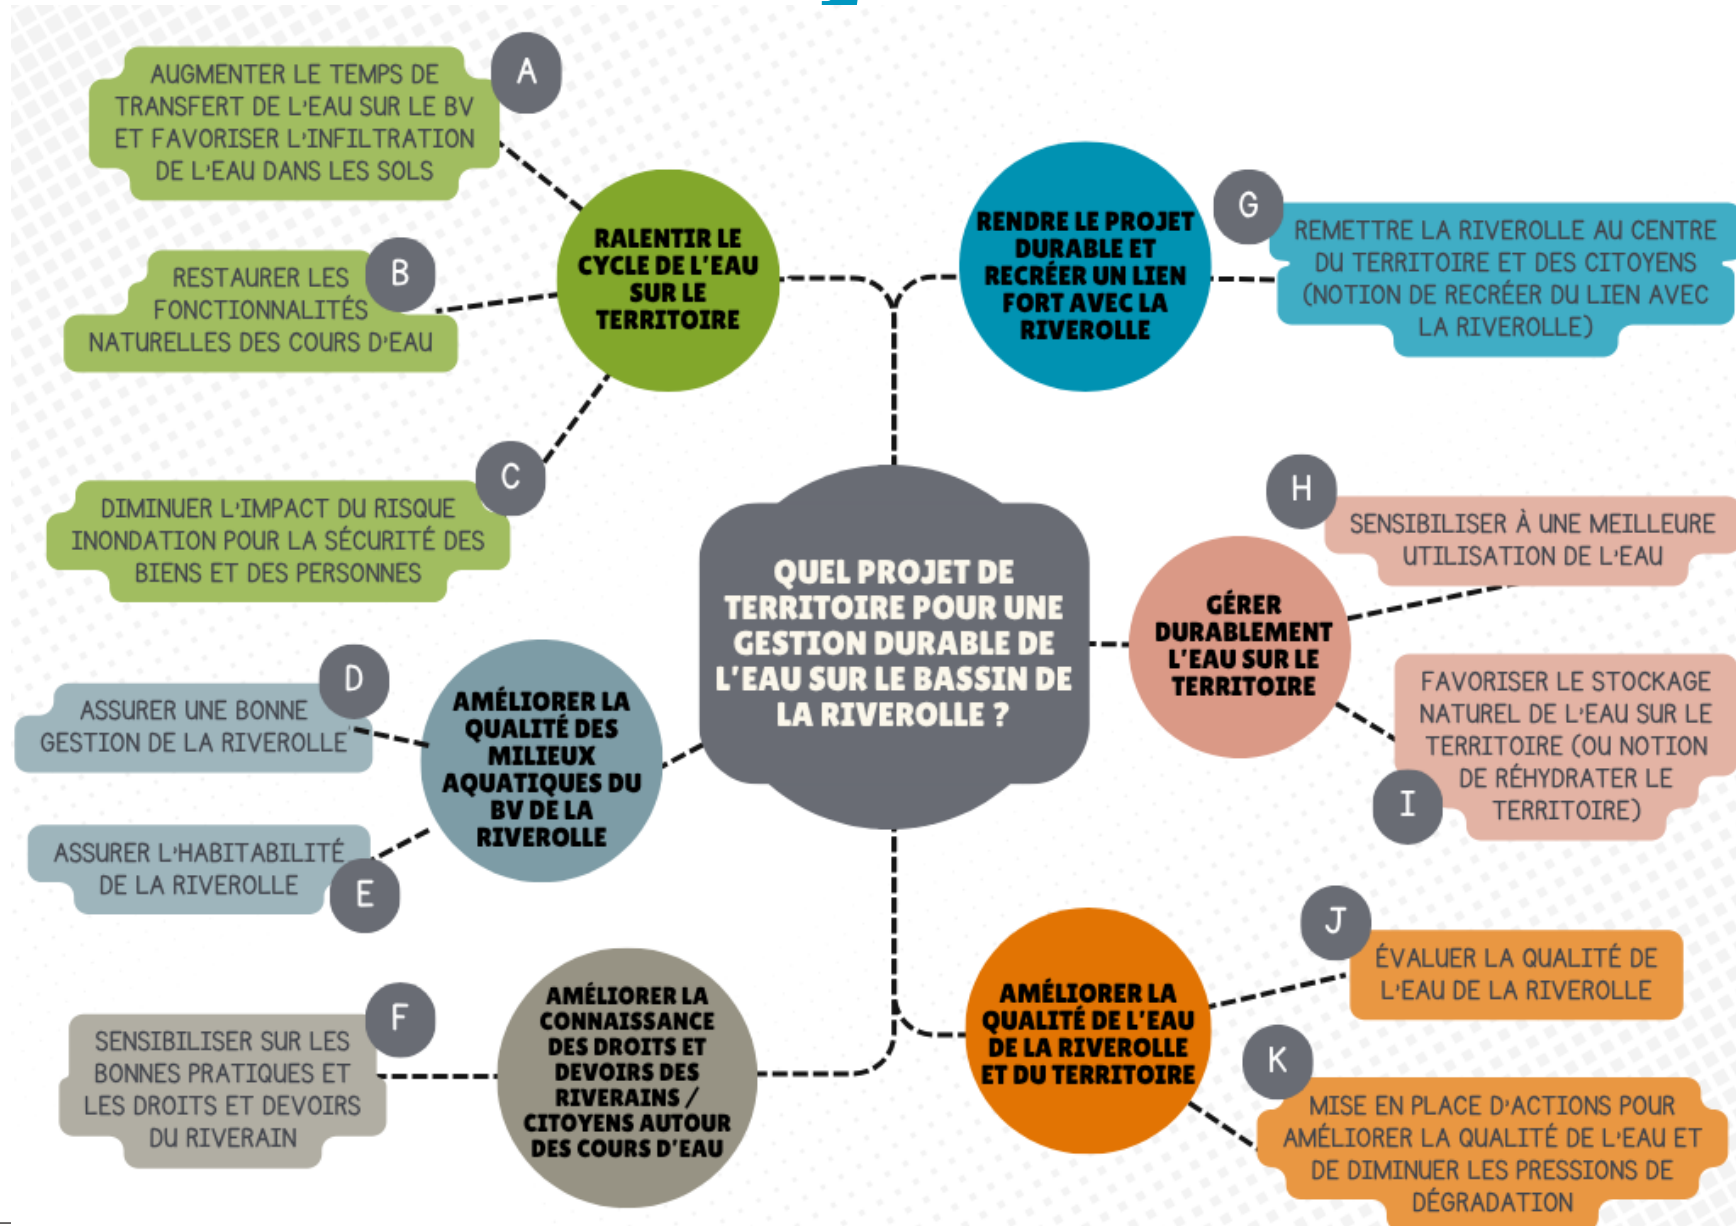 A
AUGMENTER LE TEMPS DE
TRANSFERT DE L'EAU SUR LE BV
ET FAVORISER L'INFILTRATION
DE L'EAU DANS LES SOLS
B
RESTAURER LES
FONCTIONNALITÉS
NATURELLES DES COURS D'EAU
C
DIMINUER L'IMPACT DU RISQUE
INONDATION POUR LA SÉCURITÉ DES
BIENS ET DES PERSONNES
RALENTIR LE
CYCLE DE L'EAU
SUR LE
TERRITOIRE
RENDRE LE PROJET
DURABLE ET
RECRÉER UN LIEN
FORT AVEC LA
RIVEROLLE
G
REMETTRE LA RIVEROLLE AU CENTRE
DU TERRITOIRE ET DES CITOYENS
(NOTION DE RECRÉER DU LIEN AVEC
LA RIVEROLLE)
QUEL PROJET DE
TERRITOIRE POUR UNE
GESTION DURABLE DE
L'EAU SUR LE BASSIN DE
LA RIVEROLLE ?
H
SENSIBILISER À UNE MEILLEURE
UTILISATION DE L'EAU
GÉRER
DURABLEMENT
L'EAU SUR LE
TERRITOIRE
FAVORISER LE STOCKAGE
NATUREL DE L'EAU SUR LE
TERRITOIRE (OU NOTION
DE RÉHYDRATER LE
TERRITOIRE)
I
D
ASSURER UNE BONNE
GESTION DE LA RIVEROLLE
ASSURER L'HABITABILITÉ
DE LA RIVEROLLE
E
AMÉLIORER LA
QUALITÉ DES
MILIEUX
AQUATIQUES DU
BV DE LA
RIVEROLLE
F
SENSIBILISER SUR LES
BONNES PRATIQUES ET
LES DROITS ET DEVOIRS
DU RIVERAIN
AMÉLIORER LA
CONNAISSANCE
DES DROITS ET
DEVOIRS DES
RIVERAINS /
CITOYENS AUTOUR
DES COURS D'EAU
AMÉLIORER LA
QUALITÉ DE L'EAU
DE LA RIVEROLLE
ET DU TERRITOIRE
J
ÉVALUER LA QUALITÉ DE
L'EAU DE LA RIVEROLLE
K
MISE EN PLACE D'ACTIONS POUR
AMÉLIORER LA QUALITÉ DE L'EAU ET
DE DIMINUER LES PRESSIONS DE
DÉGRADATION